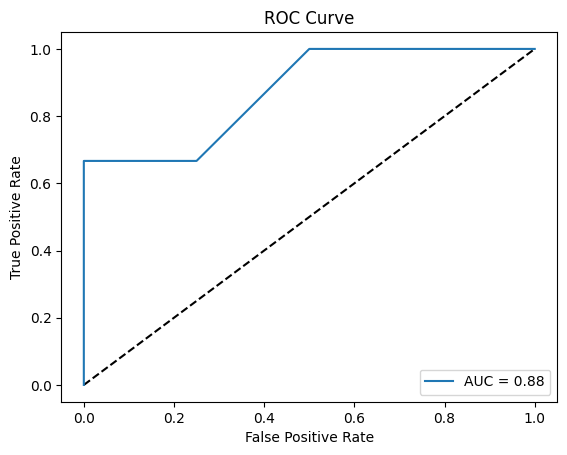 ROC Curve
True Positive Rate
1.0
0.8
0.6
0.4
0.2
0.0
AUC = 0.88
0.0 0.2 0.4 0.6 0.8 1.0
False Positive Rate